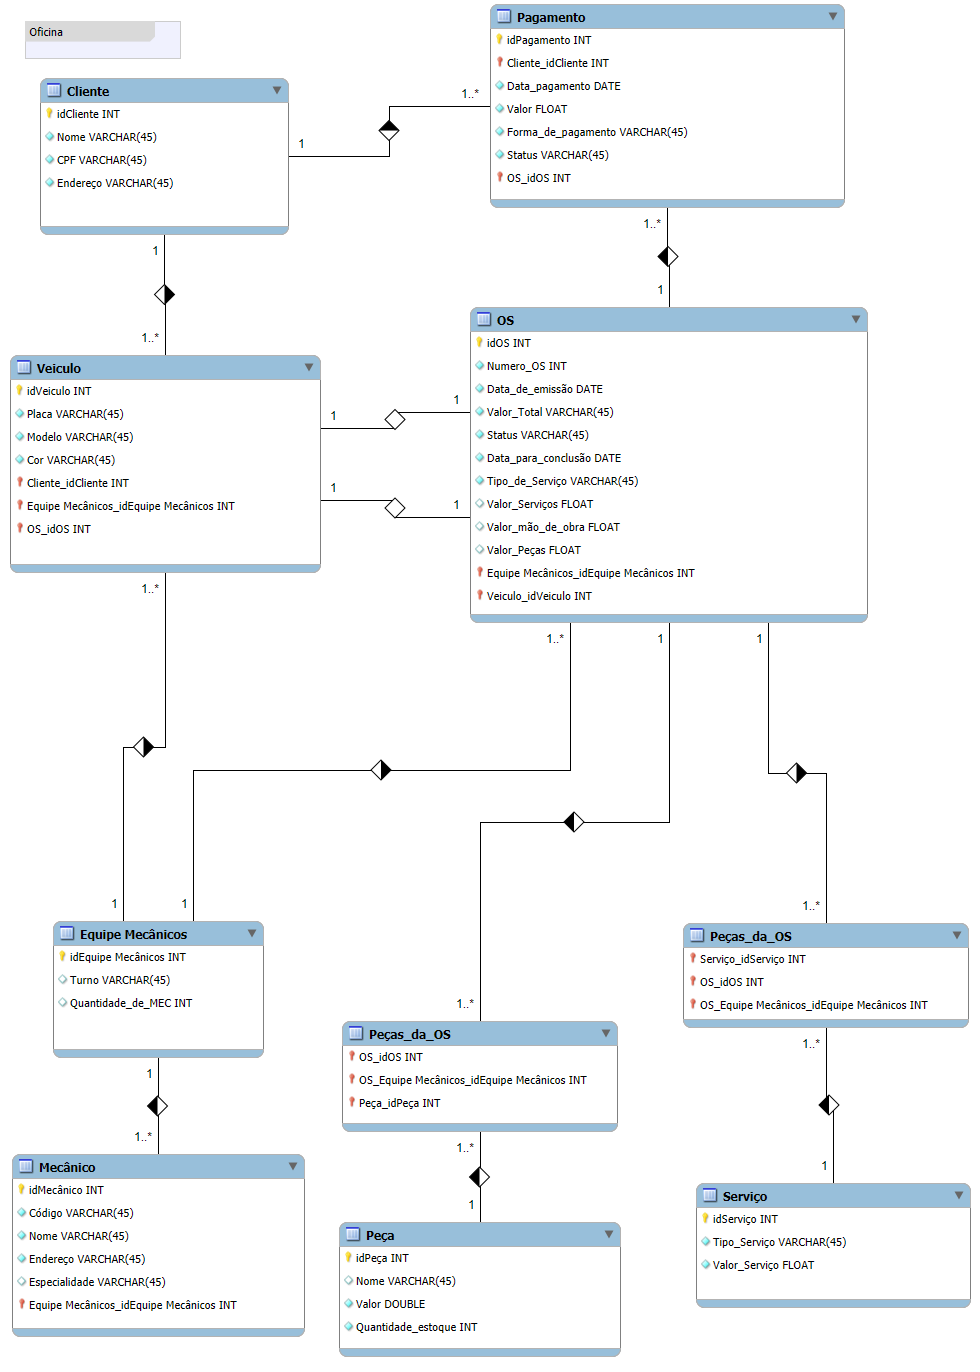 Oficina
Pagamento
idPagamento INT
Client_idCliente INT
Data_pagamento DATE
Valor FLOAT
Forma_de_pagamento VARCHAR(45)
Status VARCHAR(45)
OS_idOS INT
Cliente
idCliente INT
Nome VARCHAR(45)
CPF VARCHAR(45)
Endereço VARCHAR(45)
1
1..*
1
1..*
1..*
1
OS
idOS INT
Numero_OS INT
Data_de_emissão DATE
Valor_Total VARCHAR(45)
Status VARCHAR(45)
Data_para_conclusão DATE
Tipo_de_Serviço VARCHAR(45)
Valor_Serviços FLOAT
Valor_mão_de_obra FLOAT
Valor_Peças FLOAT
Equipe Mecânicos_idEquipe Mecânicos INT
Veiculo_idVeiculo INT
Veiculo
idVeiculo INT
Placa VARCHAR(45)
Modelo VARCHAR(45)
Cor VARCHAR(45)
Cliente_idCliente INT
Equipe Mecânicos_idEquipe Mecânicos INT
OS_idOS INT
1
1
1
1
1..*
1..*
1
1
1
1
1..*
1..*
Equipe Mecânicos
idEquipe Mecânicos INT
Turno VARCHAR(45)
Quantidade_de_MEC INT
Peças_da_OS
Serviço_idServiço INT
OS_idOS INT
OS_Equipe Mecânicos_idEquipe Mecânicos INT
Peças_da_OS
OS_idOS INT
OS_Equipe Mecânicos_idEquipe Mecânicos INT
Peça_idPeça INT
1
1..*
1..*
1
1..*
1
Mecânico
idMecânico INT
Código VARCHAR(45)
Nome VARCHAR(45)
Endereço VARCHAR(45)
Especialidade VARCHAR(45)
Equipe Mecânicos_idEquipe Mecânicos INT
Peça
idPeça INT
Nome VARCHAR(45)
Valor DOUBLE
Quantidade_estoque INT
Serviço
idServiço INT
Tipo_Serviço VARCHAR(45)
Valor_Serviço FLOAT